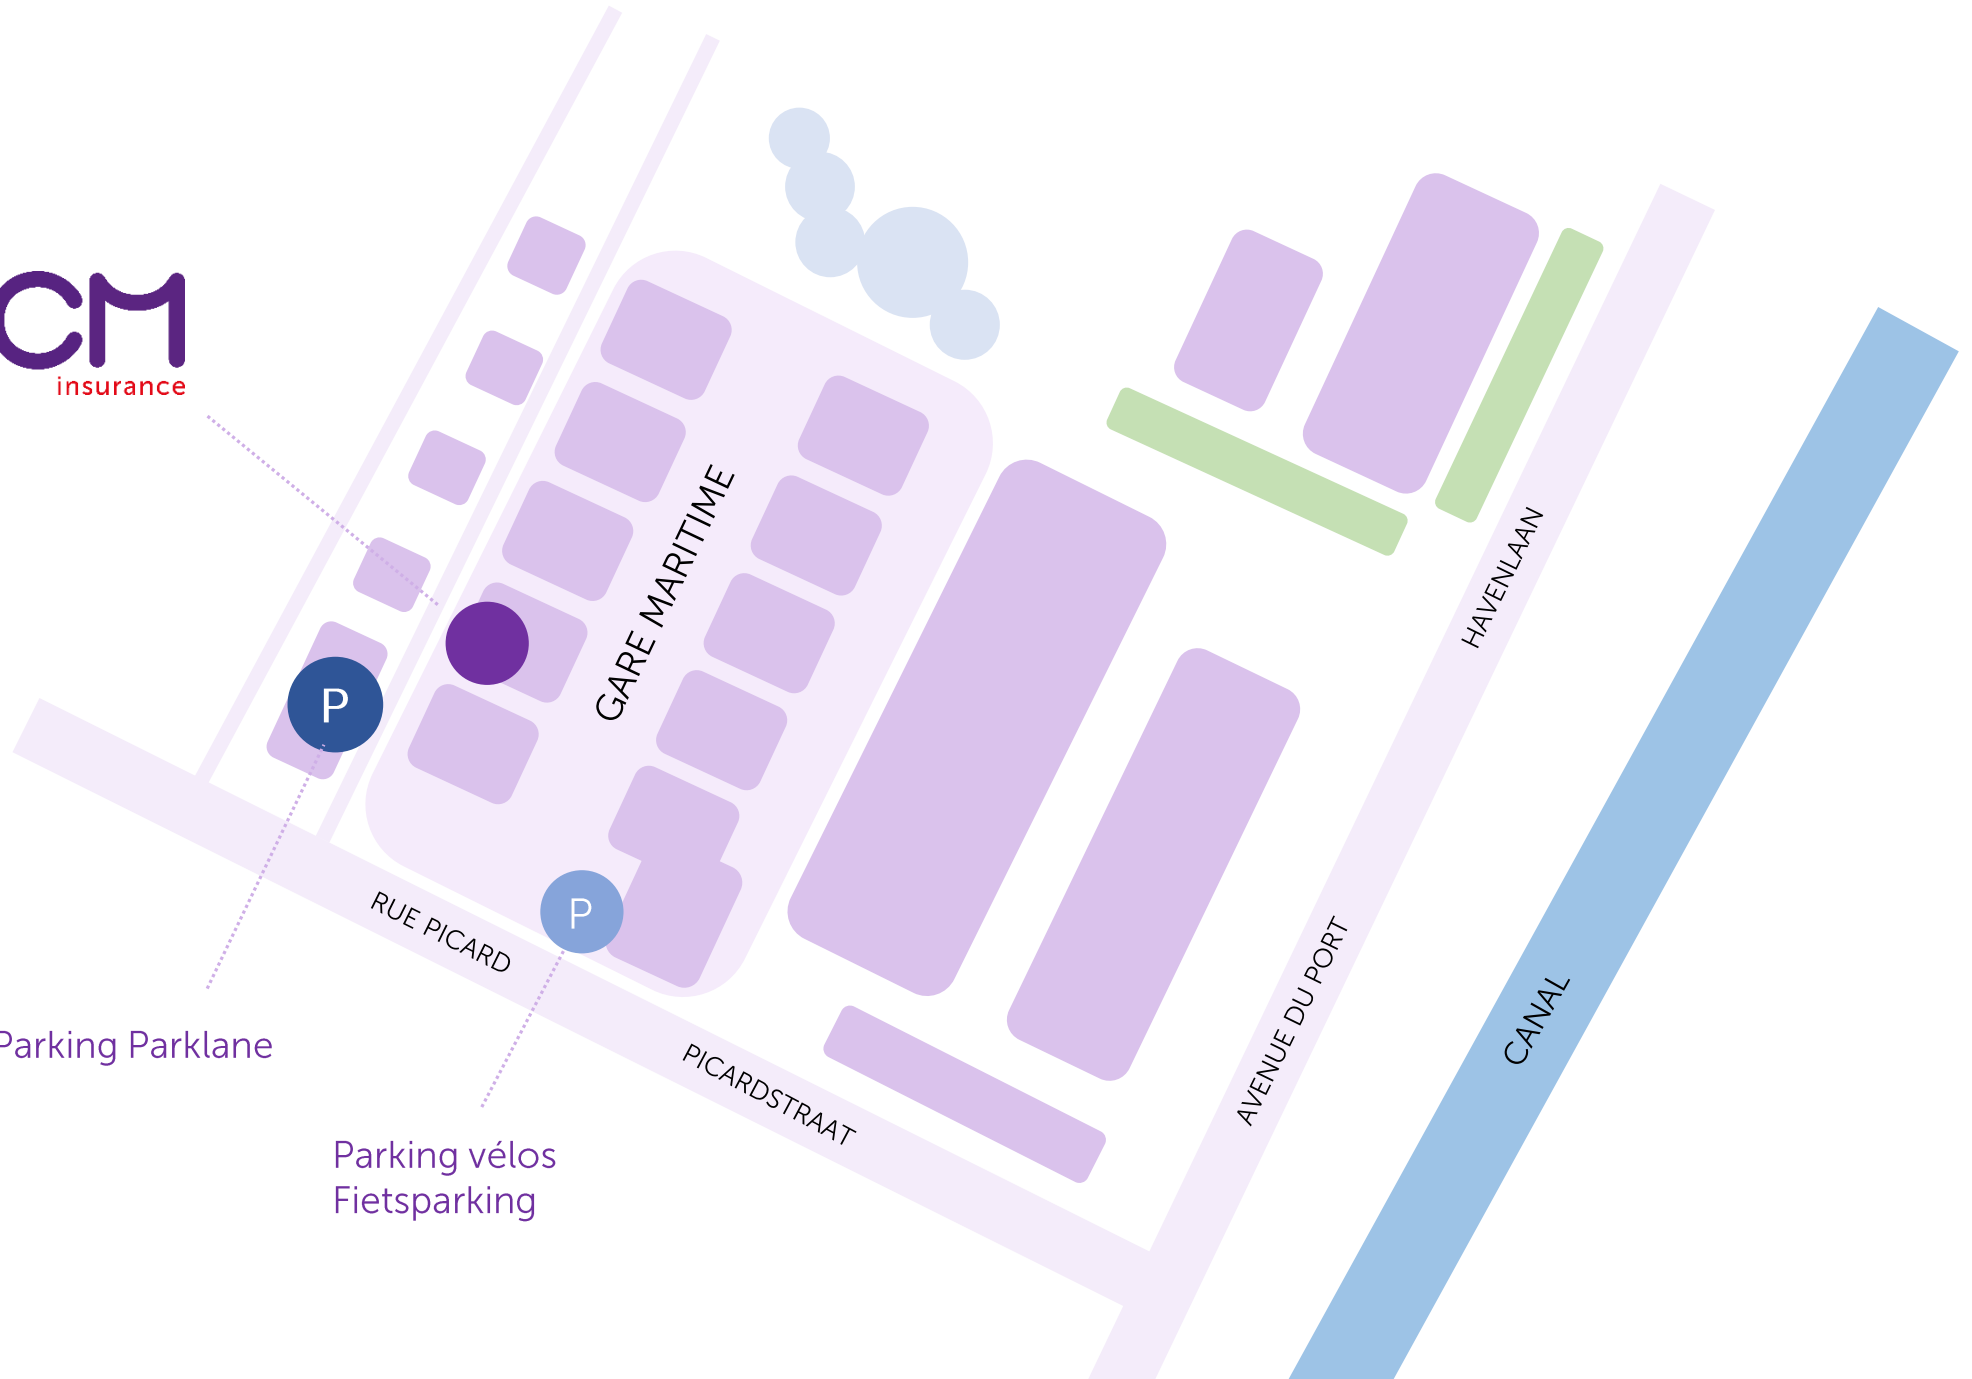 CM
insurance
GARE MARITIME
HAVENLAAN
P
P
RUE PICARD
AVENUE DU PORT
CANAL
Parking Parklane
PICARDSTRAAT
Parking vélos
Fietsparking